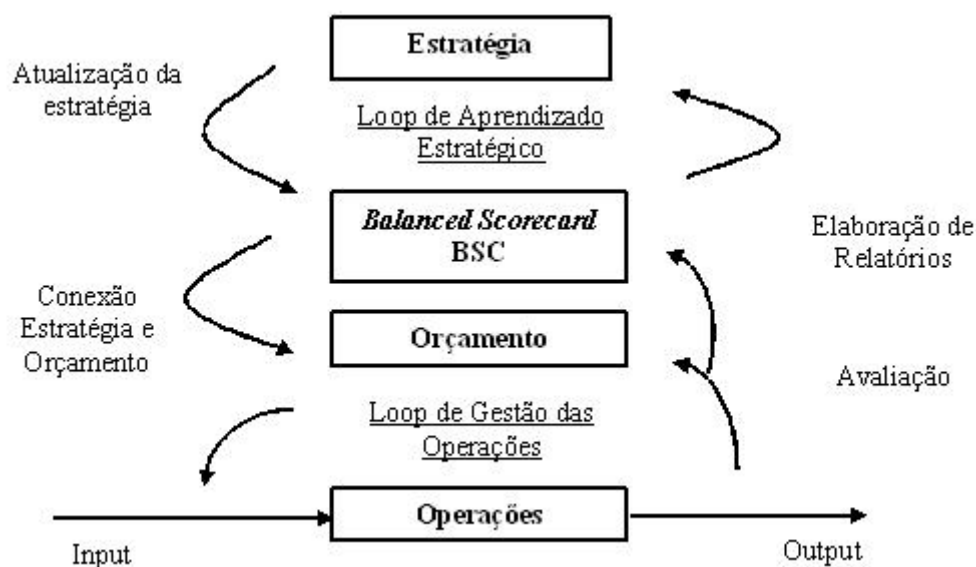 Estratégia
Atualização da
estratégia
Loop de Aprendizado
Estratégico
Balanced Scorecard
BSC
Elaboração de
Relatórios
Conexão
Estratégia e
Orçamento
Orçamento
Avaliação
Loop de Gestão das
Operações
Operações
Input
Output